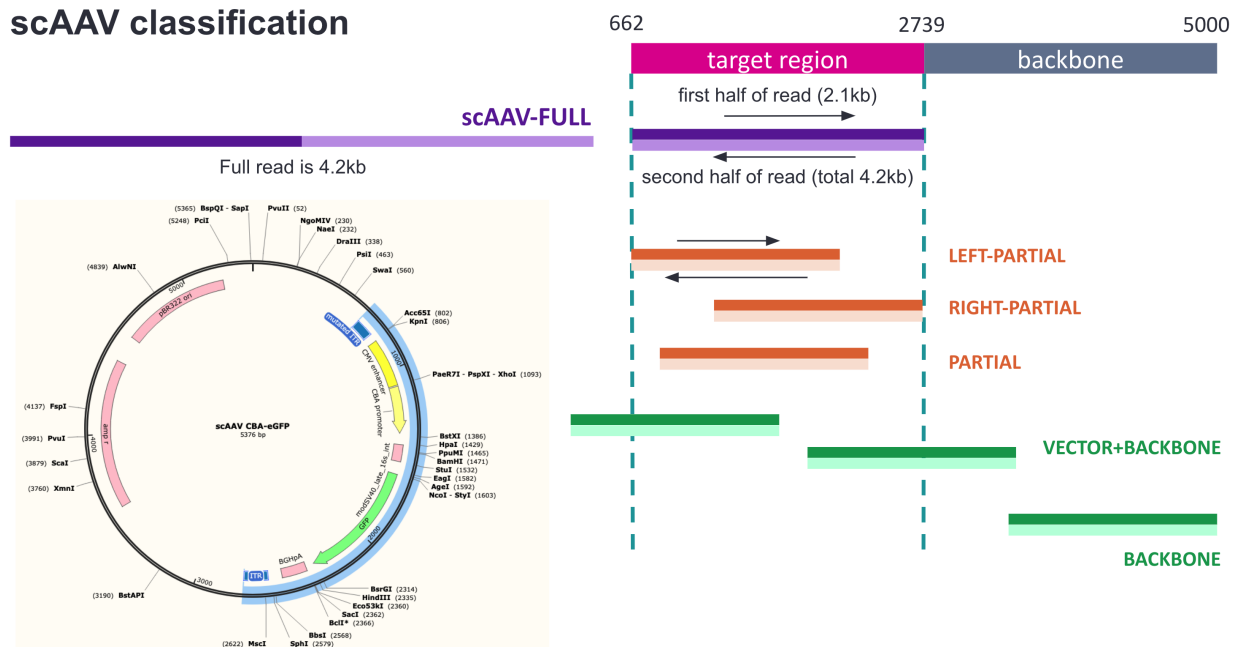 scAAV classification
662
2739
5000
target region
backbone
first half of read (2.1kb)
scAAV-FULL
Full read is 4.2kb
second half of read (total 4.2kb)
LEFT-PARTIAL
RIGHT-PARTIAL
PARTIAL
VECTOR+BACKBONE
BACKBONE
(5365) BspQI - SapI
PvuII (52)
(5248) PciI
NgoMIV (230)
NaeI (232)
DraIII (338)
PsiI (463)
SwaI (560)
(4839) AlwNI
5000
pBR322 ori
mutated ITR
Acc65I (802)
KpnI (806)
1000
CMV enhancer
CBA promoter
PaeR7I - PspXI - XhoI (1093)
(4137) FspI
(3991) PvuI
4000
(3879) ScaI
(3760) XmnI
amp r
scAAV CBA-eGFP
5376 bp
BstXI (1386)
HpaI (1429)
PpuMI (1465)
BamHI (1471)
StuI (1532)
EagI (1582)
AgeI (1592)
NcoI - StyI (1603)
modSV40_late_16s_int
GFP
2000
BGHpA
ITR
3000
(3190) BstAPI
BsrGI (2314)
HindIII (2335)
Eco53kI (2360)
SacI (2362)
BclI* (2366)
BbsI (2568)
SphI (2579)
(2622) MscI